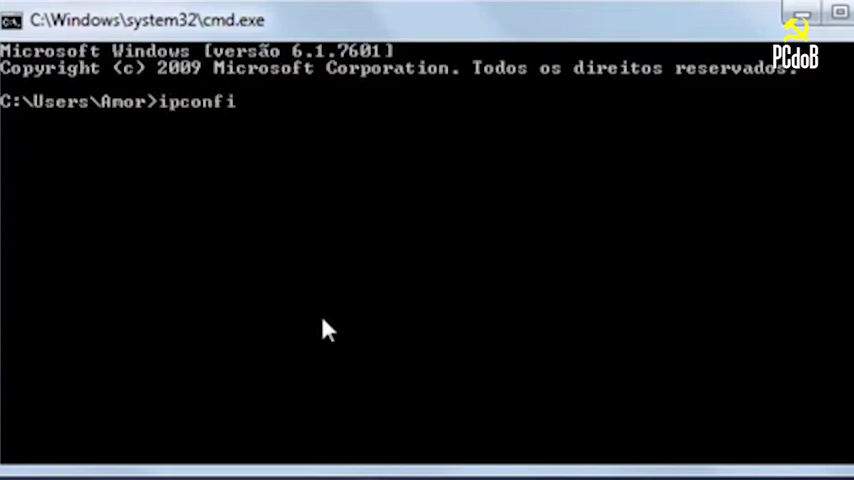 C:\Windows\system32\cmd.exe
PCdoB
Microsoft Windows [versão 6.1.7601]
Copyright (c) 2009 Microsoft Corporation. Todos os direitos reservados.
C:\Users\Amor>ipconfi